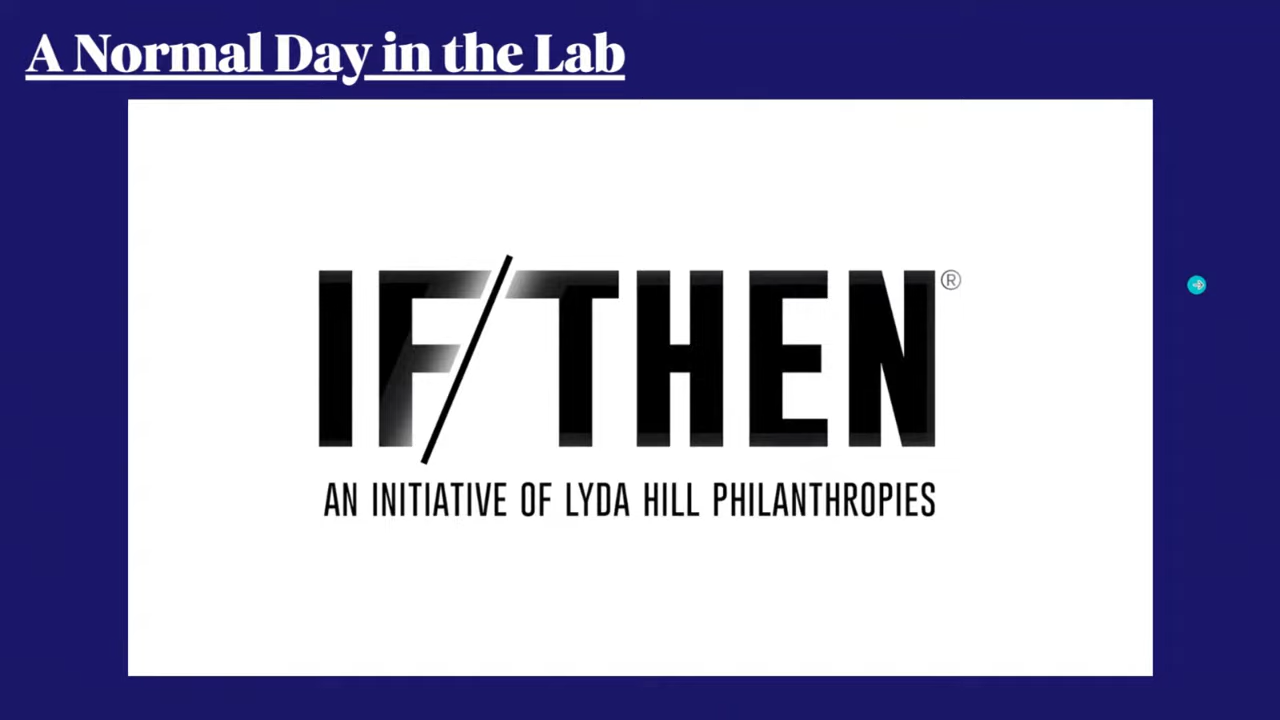 A Normal Day in the Lab
IF/THEN®
AN INITIATIVE OF LYDA HILL PHILANTHROPIES